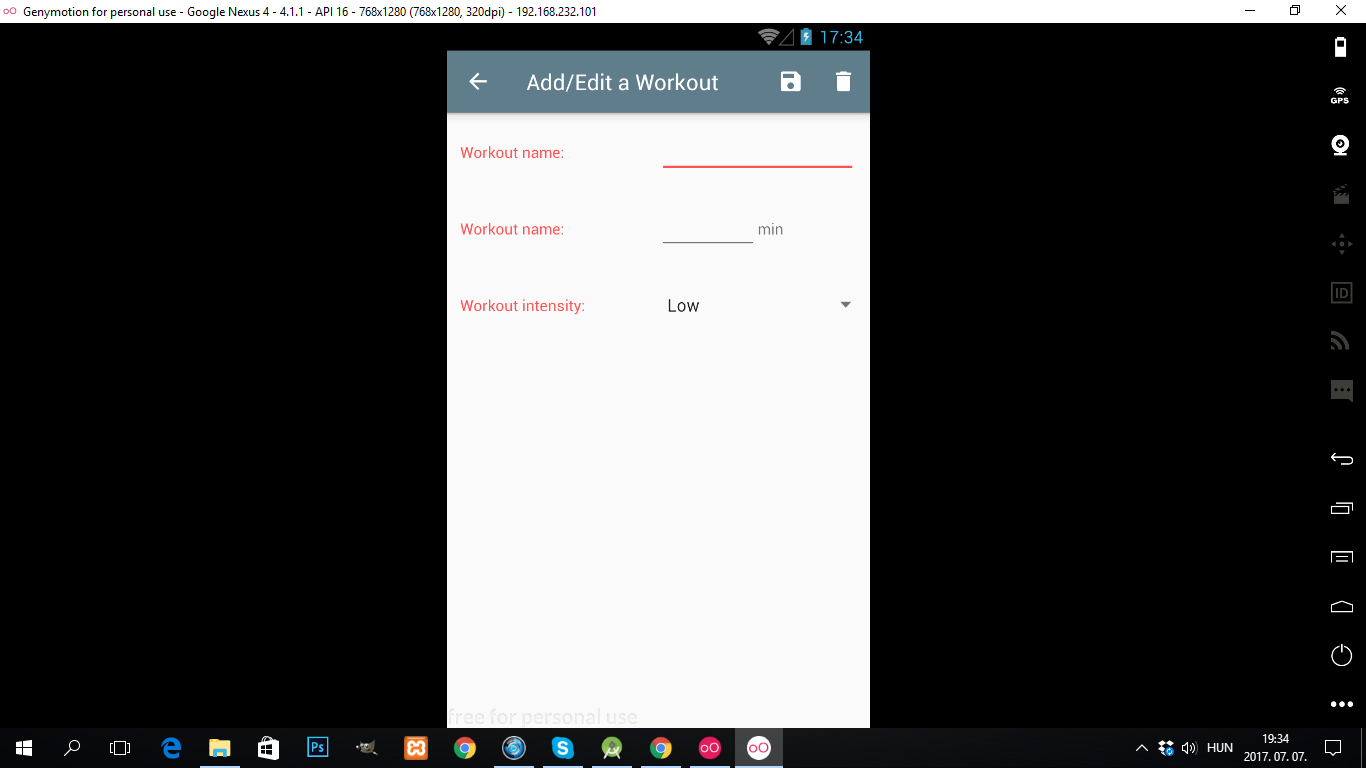 Genymotion for personal use - Google Nexus 4 - 4.1.1 - API 16 - 768x1280 (768x1280, 320dpi) - 192.168.232.101
17:34
Add/Edit a Workout
GPS
Workout name:
Workout name:
min
ID
Workout intensity:
Low
free for personal use
Ps
S
HUN
19:34
2017. 07. 07.